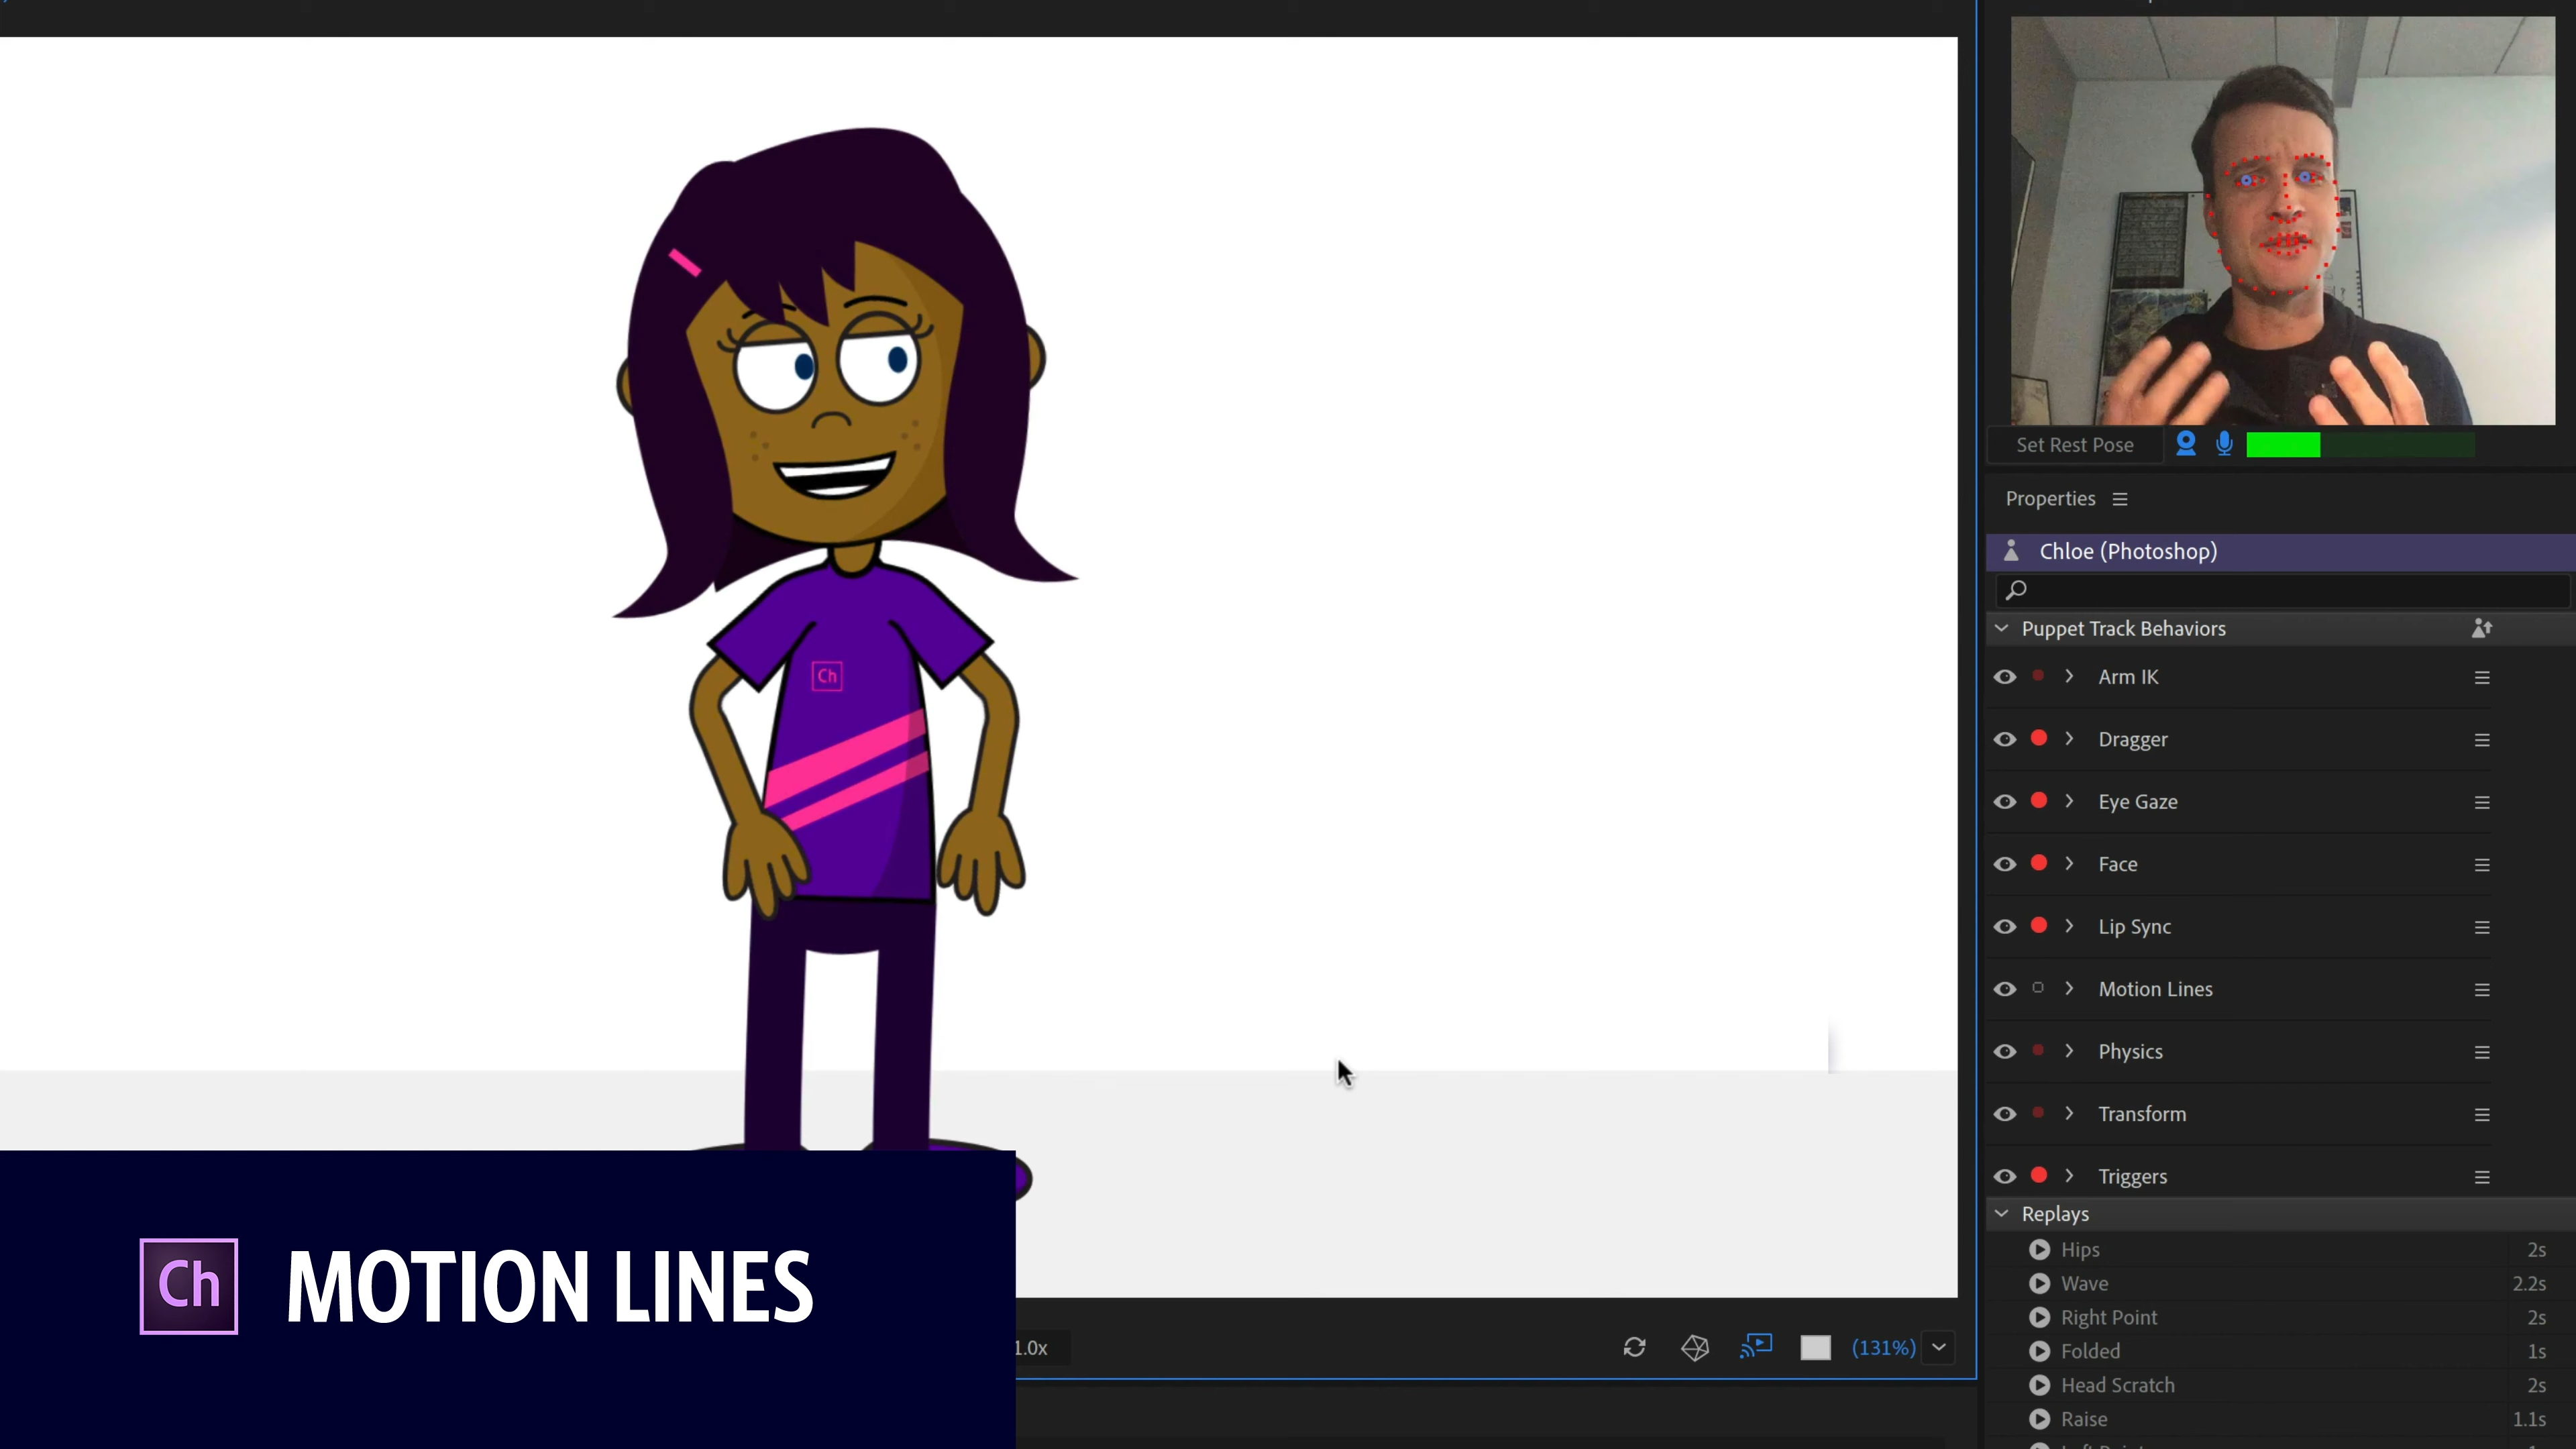 Set Rest Pose
Properties
Chloe (Photoshop)
Puppet Track Behaviors
Arm IK
Dragger
Eye Gaze
Face
Lip Sync
Motion Lines
Physics
Transform
Triggers
Replays
Hips 2s
Wave 2.2s
Right Point 2s
Folded 1s
Head Scratch 2s
Raise 1.1s
Ch
Ch MOTION LINES
1.0x
(131%)